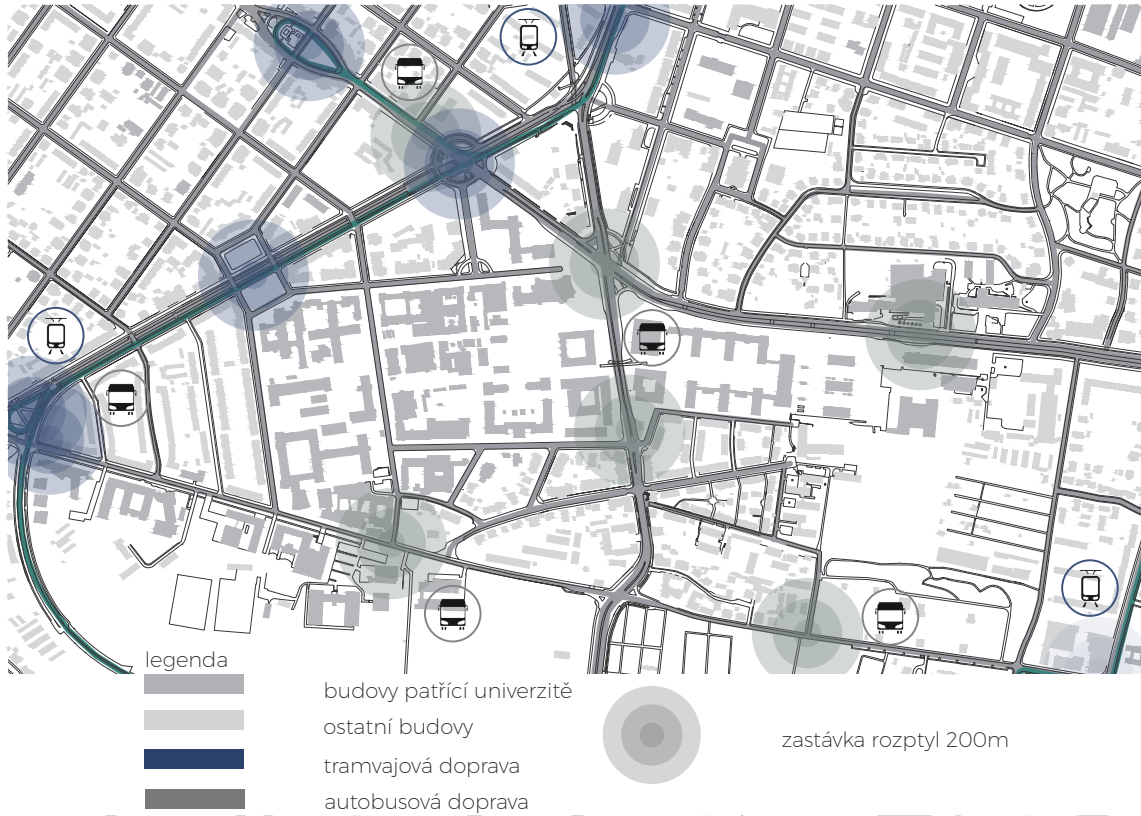 legenda
budovy patřící univerzitě
ostatní budovy
tramvajová doprava
autobusová doprava
zastávka rozptyl 200m